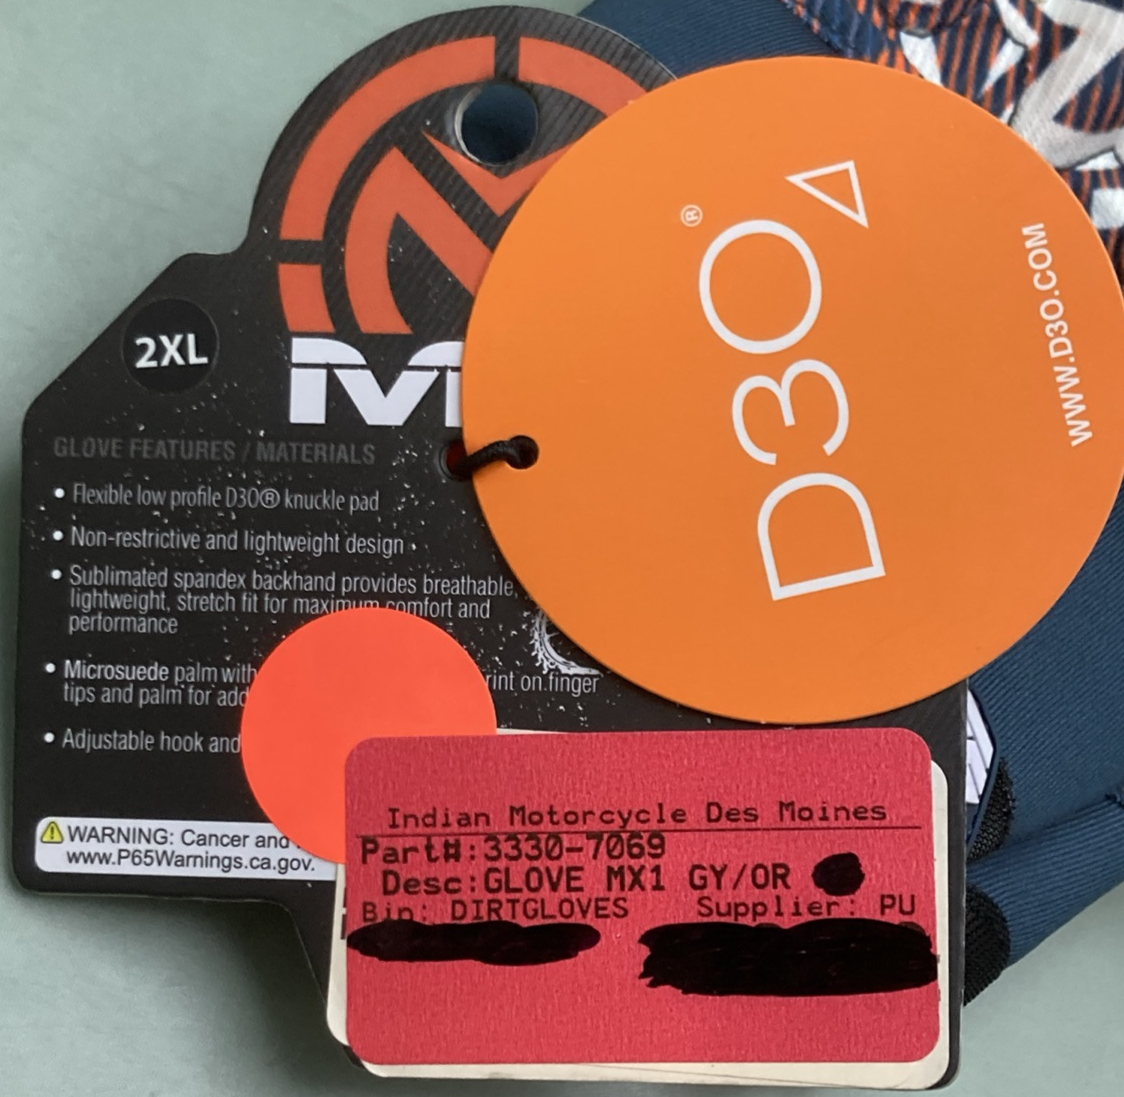 2XL
GLOVE FEATURES / MATERIALS
• Flexible low profile D3O® knuckle pad
• Non-restrictive and lightweight design
• Sublimated spandex backhand provides breathable,
lightweight, stretch fit for maximum comfort and
performance
• Microsuede palm with
print on finger
tips and palm for
• Adjustable hook and
WARNING: Cancer and
www.P65Warnings.ca.gov.
D3O®
WWW.D3O.COM
Indian Motorcycle Des Moines
Part#:3330-7069
Desc:GLOVE MX1 GY/OR
Bin: DIRTGLOVES Supplier: PU